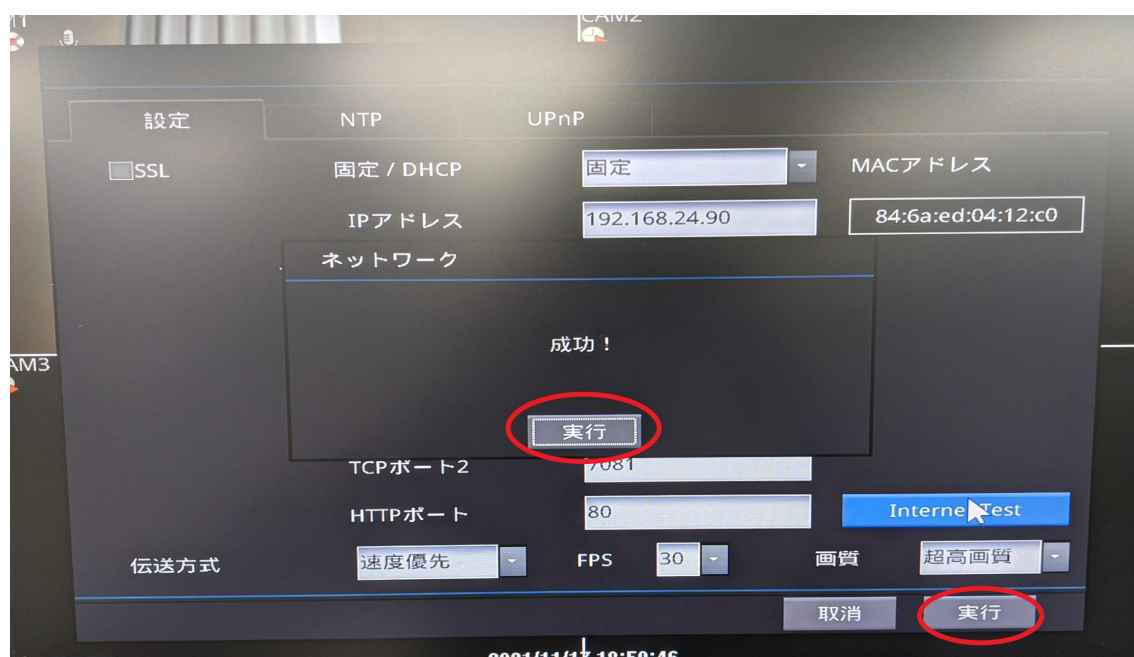 CAM2
設定 NTP UPnP
SSL 固定 / DHCP 固定 MACアドレス
IPアドレス 192.168.24.90 84:6a:ed:04:12:c0
ネットワーク
成功！
AM3
実行
TCPポート2 7081
HTTPポート 80 Internet Test
伝送方式 速度優先 FPS 30 画質 超高画質
取消 実行